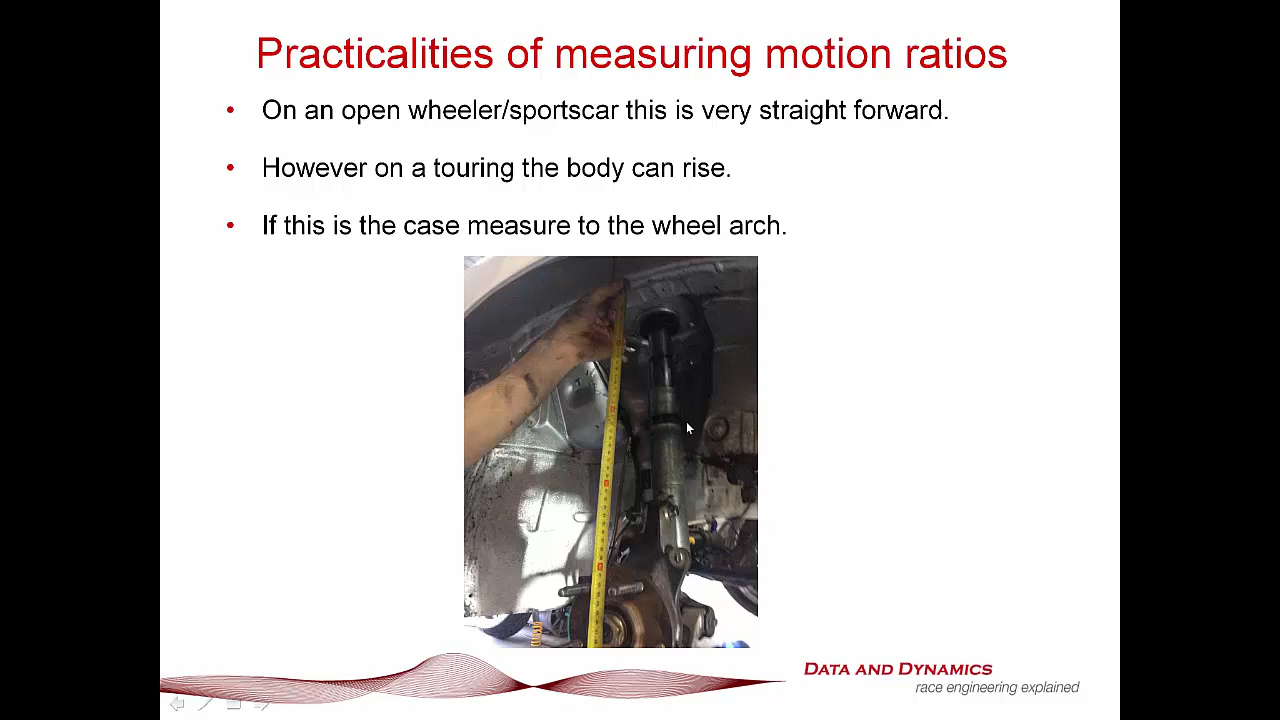 Practicalities of measuring motion ratios
• On an open wheeler/sportscar this is very straight forward.
• However on a touring the body can rise.
• If this is the case measure to the wheel arch.
DATA AND DYNAMICS
race engineering explained